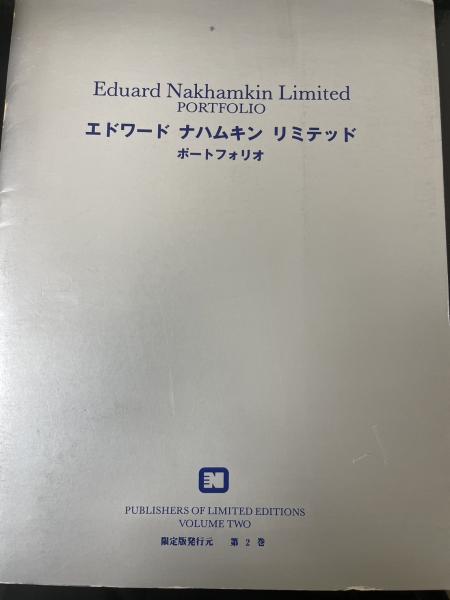 Eduard Nakhamkin Limited
PORTFOLIO
エドワード ナハムキン リミテッド
ポートフォリオ
N
PUBLISHERS OF LIMITED EDITIONS
VOLUME TWO
限定版発行元 第 2 巻